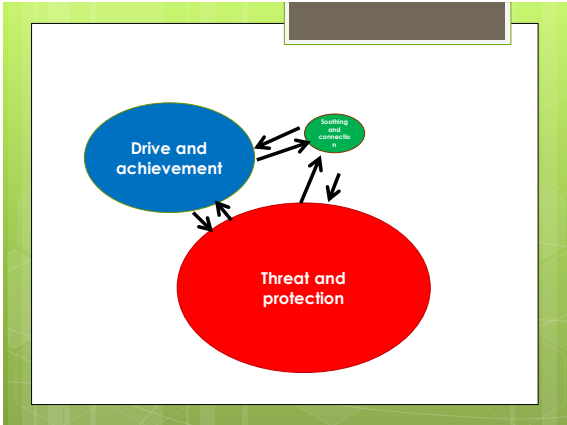 Drive and
achievement
Soothing
and
connectio
n
Threat and
protection